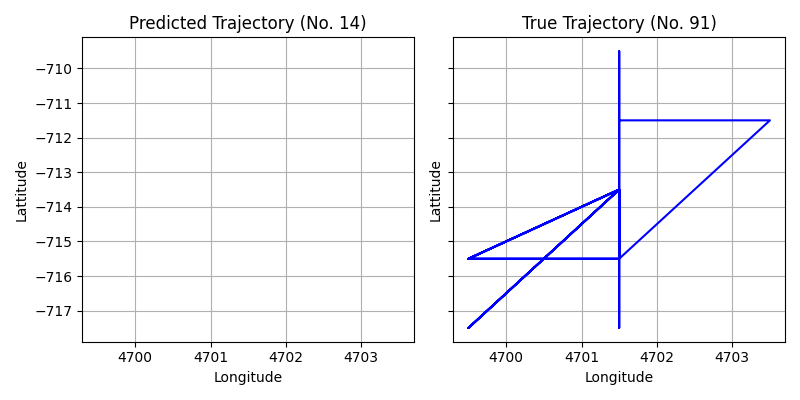 Predicted Trajectory (No. 14)
True Trajectory (No. 91)
−710
−711
−712
−713
−714
−715
−716
−717
Lattitude
Lattitude
4700 4701 4702 4703
4700 4701 4702 4703
Longitude
Longitude